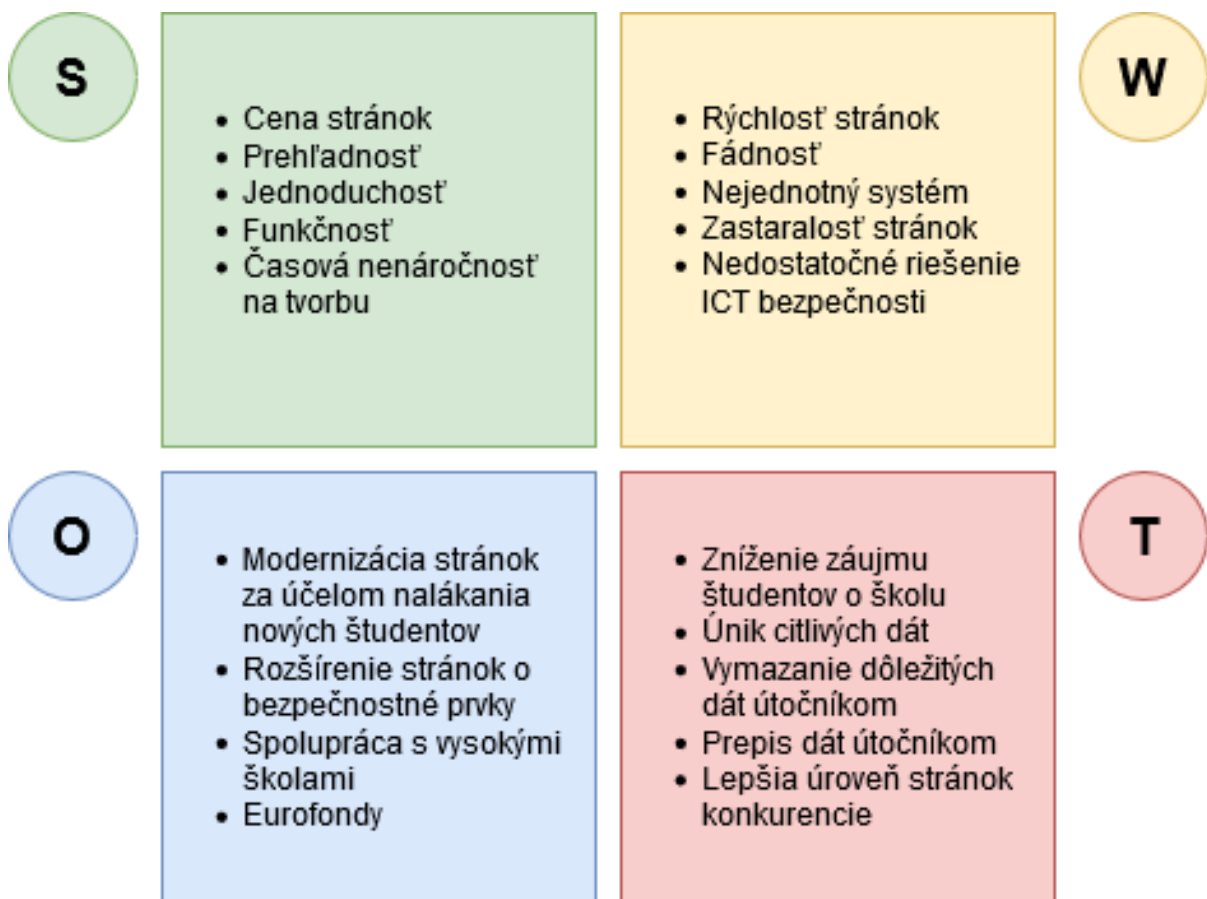 S
• Cena stránok
• Prehľadnosť
• Jednoduchosť
• Funkčnosť
• Časová nenáročnosť
na tvorbu
W
• Rýchlosť stránok
• Fádnosť
• Nejednotný systém
• Zastaralosť stránok
• Nedostatočné riešenie
ICT bezpečnosti
O
• Modernizácia stránok
za účelom nalákania
nových študentov
• Rozšírenie stránok o
bezpečnostné prvky
• Spolupráca s vysokými
školami
• Eurofondy
T
• Zníženie záujmu
študentov o školu
• Únik citlivých dát
• Vymazanie dôležitých
dát útočníkom
• Prepis dát útočníkom
• Lepšia úroveň stránok
konkurencie